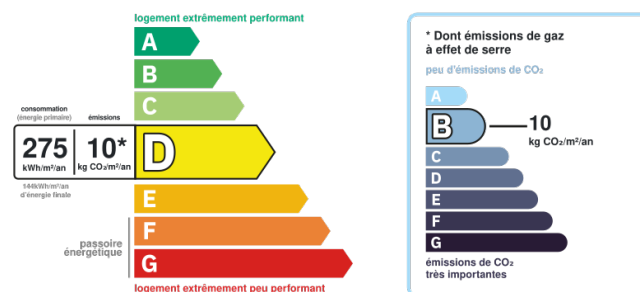 logement extrêmement performant
A
B
C
consommation
(énergie primaire)
émissions
275
kWh/m²/an
10*
kg CO₂/m²/an
D
144kWh/m²/an
d'énergie finale
E
F
G
passoire
énergétique
logement extrêmement peu performant
* Dont émissions de gaz
à effet de serre
peu d'émissions de CO₂
A
B
10
kg CO₂/m²/an
C
D
E
F
G
émissions de CO₂
très importantes